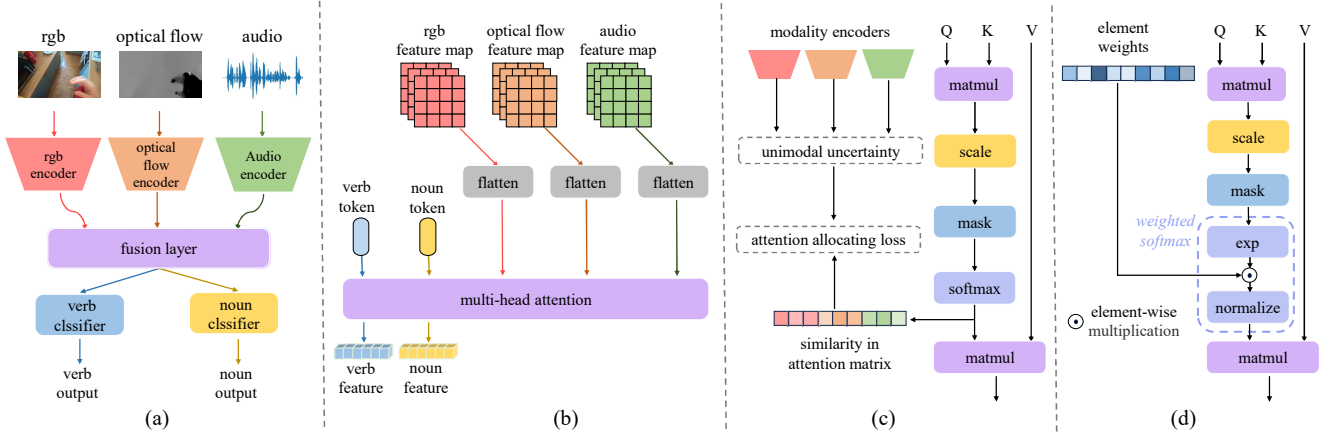 rgb
optical flow
audio
rgb
encoder
optical
flow
encoder
Audio
encoder
fusion layer
verb
clssifier
noun
clssifier
verb
output
noun
output
(a)
rgb
feature map
optical flow
feature map
audio
feature map
flatten
flatten
flatten
verb
token
noun
token
multi-head attention
verb
feature
noun
feature
(b)
modality encoders
unimodal uncertainty
attention allocating loss
similarity in
attention matrix
Q
K
V
matmul
scale
mask
softmax
matmul
(c)
element
weights
Q
K
V
matmul
scale
mask
weighted
softmax
exp
normalize
element-wise
multiplication
matmul
(d)